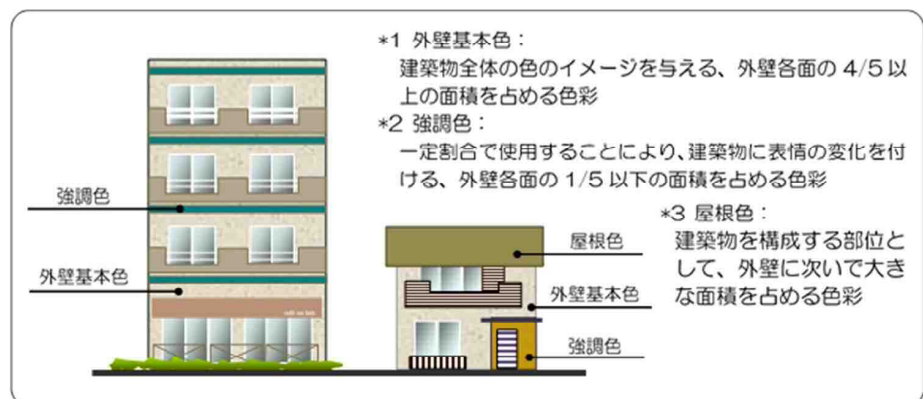 *1 外壁基本色：
建築物全体の色のイメージを与える、外壁各面の 4/5 以
上の面積を占める色彩
*2 強調色：
一定割合で使用することにより、建築物に表情の変化を付
ける、外壁各面の 1/5 以下の面積を占める色彩
*3 屋根色：
建築物を構成する部位と
して、外壁に次いで大き
な面積を占める色彩
強調色
外壁基本色
屋根色
外壁基本色
強調色